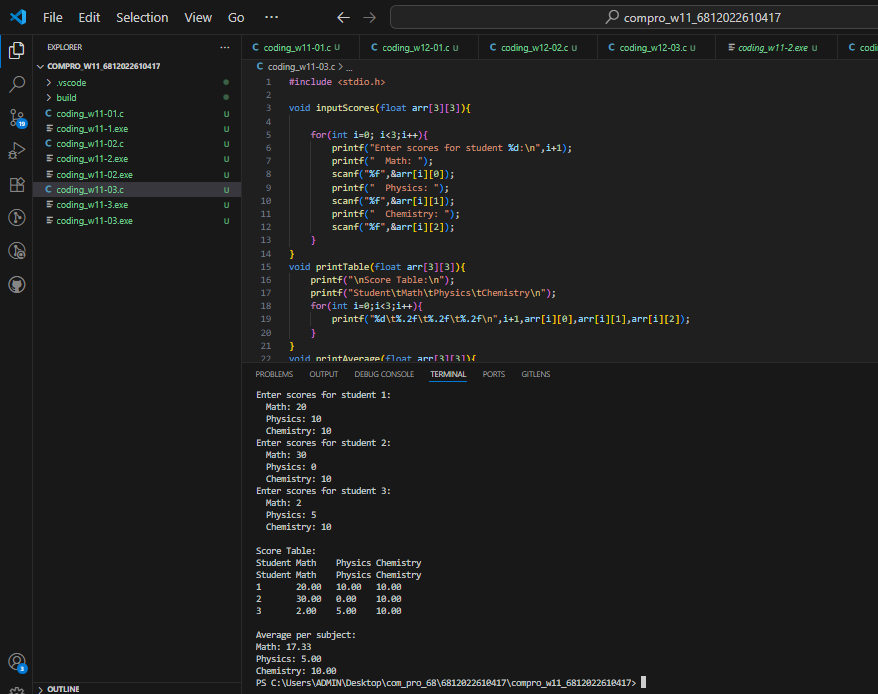 File Edit Selection View Go ··· ← → compro_w11_6812022610417
EXPLORER ···
COMPRO_W11_6812022610417
.vscode
build
C coding_w11-01.c U
coding_w11-1.exe U
C coding_w11-02.c U
coding_w11-2.exe U
coding_w11-02.exe U
C coding_w11-03.c U
coding_w11-3.exe U
coding_w11-03.exe U
19
3
OUTLINE
C coding_w11-01.c U C coding_w12-01.c U C coding_w12-02.c U C coding_w12-03.c U coding_w11-2.exe U C codi
C coding_w11-03.c > ...
1 #include <stdio.h>
2
3 void inputScores(float arr[3][3]){
4
5 for(int i=0; i<3;i++){
6 printf("Enter scores for student %d:\n",i+1);
7 printf("  Math: ");
8 scanf("%f",&arr[i][0]);
9 printf("  Physics: ");
10 scanf("%f",&arr[i][1]);
11 printf("  Chemistry: ");
12 scanf("%f",&arr[i][2]);
13 }
14 }
15 void printTable(float arr[3][3]){
16 printf("\nScore Table:\n");
17 printf("Student\tMath\tPhysics\tChemistry\n");
18 for(int i=0;i<3;i++){
19 printf("%d\t%.2f\t%.2f\t%.2f\n",i+1,arr[i][0],arr[i][1],arr[i][2]);
20 }
21 }
22 void printAverage(float arr[3][3]){
PROBLEMS OUTPUT DEBUG CONSOLE TERMINAL PORTS GITLENS
Enter scores for student 1:
Math: 20
Physics: 10
Chemistry: 10
Enter scores for student 2:
Math: 30
Physics: 0
Chemistry: 10
Enter scores for student 3:
Math: 2
Physics: 5
Chemistry: 10
Score Table:
Student Math Physics Chemistry
Student Math Physics Chemistry
1 20.00 10.00 10.00
2 30.00 0.00 10.00
3 2.00 5.00 10.00
Average per subject:
Math: 17.33
Physics: 5.00
Chemistry: 10.00
PS C:\Users\ADMIN\Desktop\com_pro_68\6812022610417\compro_w11_6812022610417>